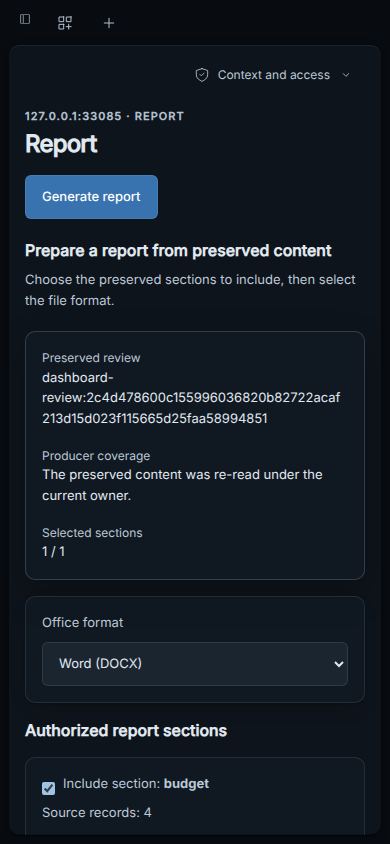 Context and access
127.0.0.1:33085 · REPORT
Report
Generate report
Prepare a report from preserved content
Choose the preserved sections to include, then select
the file format.
Preserved review
dashboard-
review:2c4d478600c155996036820b82722acaf
213d15d023f115665d25faa58994851
Producer coverage
The preserved content was re-read under the
current owner.
Selected sections
1 / 1
Office format
Word (DOCX)
Authorized report sections
Include section: budget
Source records: 4